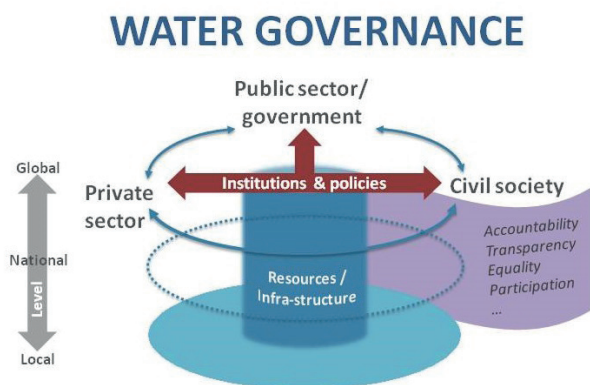 WATER GOVERNANCE
Public sector/
government
Global
Institutions & policies
Private
sector
Civil society
Accountability
Transparency
Equality
Participation
...
National
Level
Resources /
Infra-structure
Local